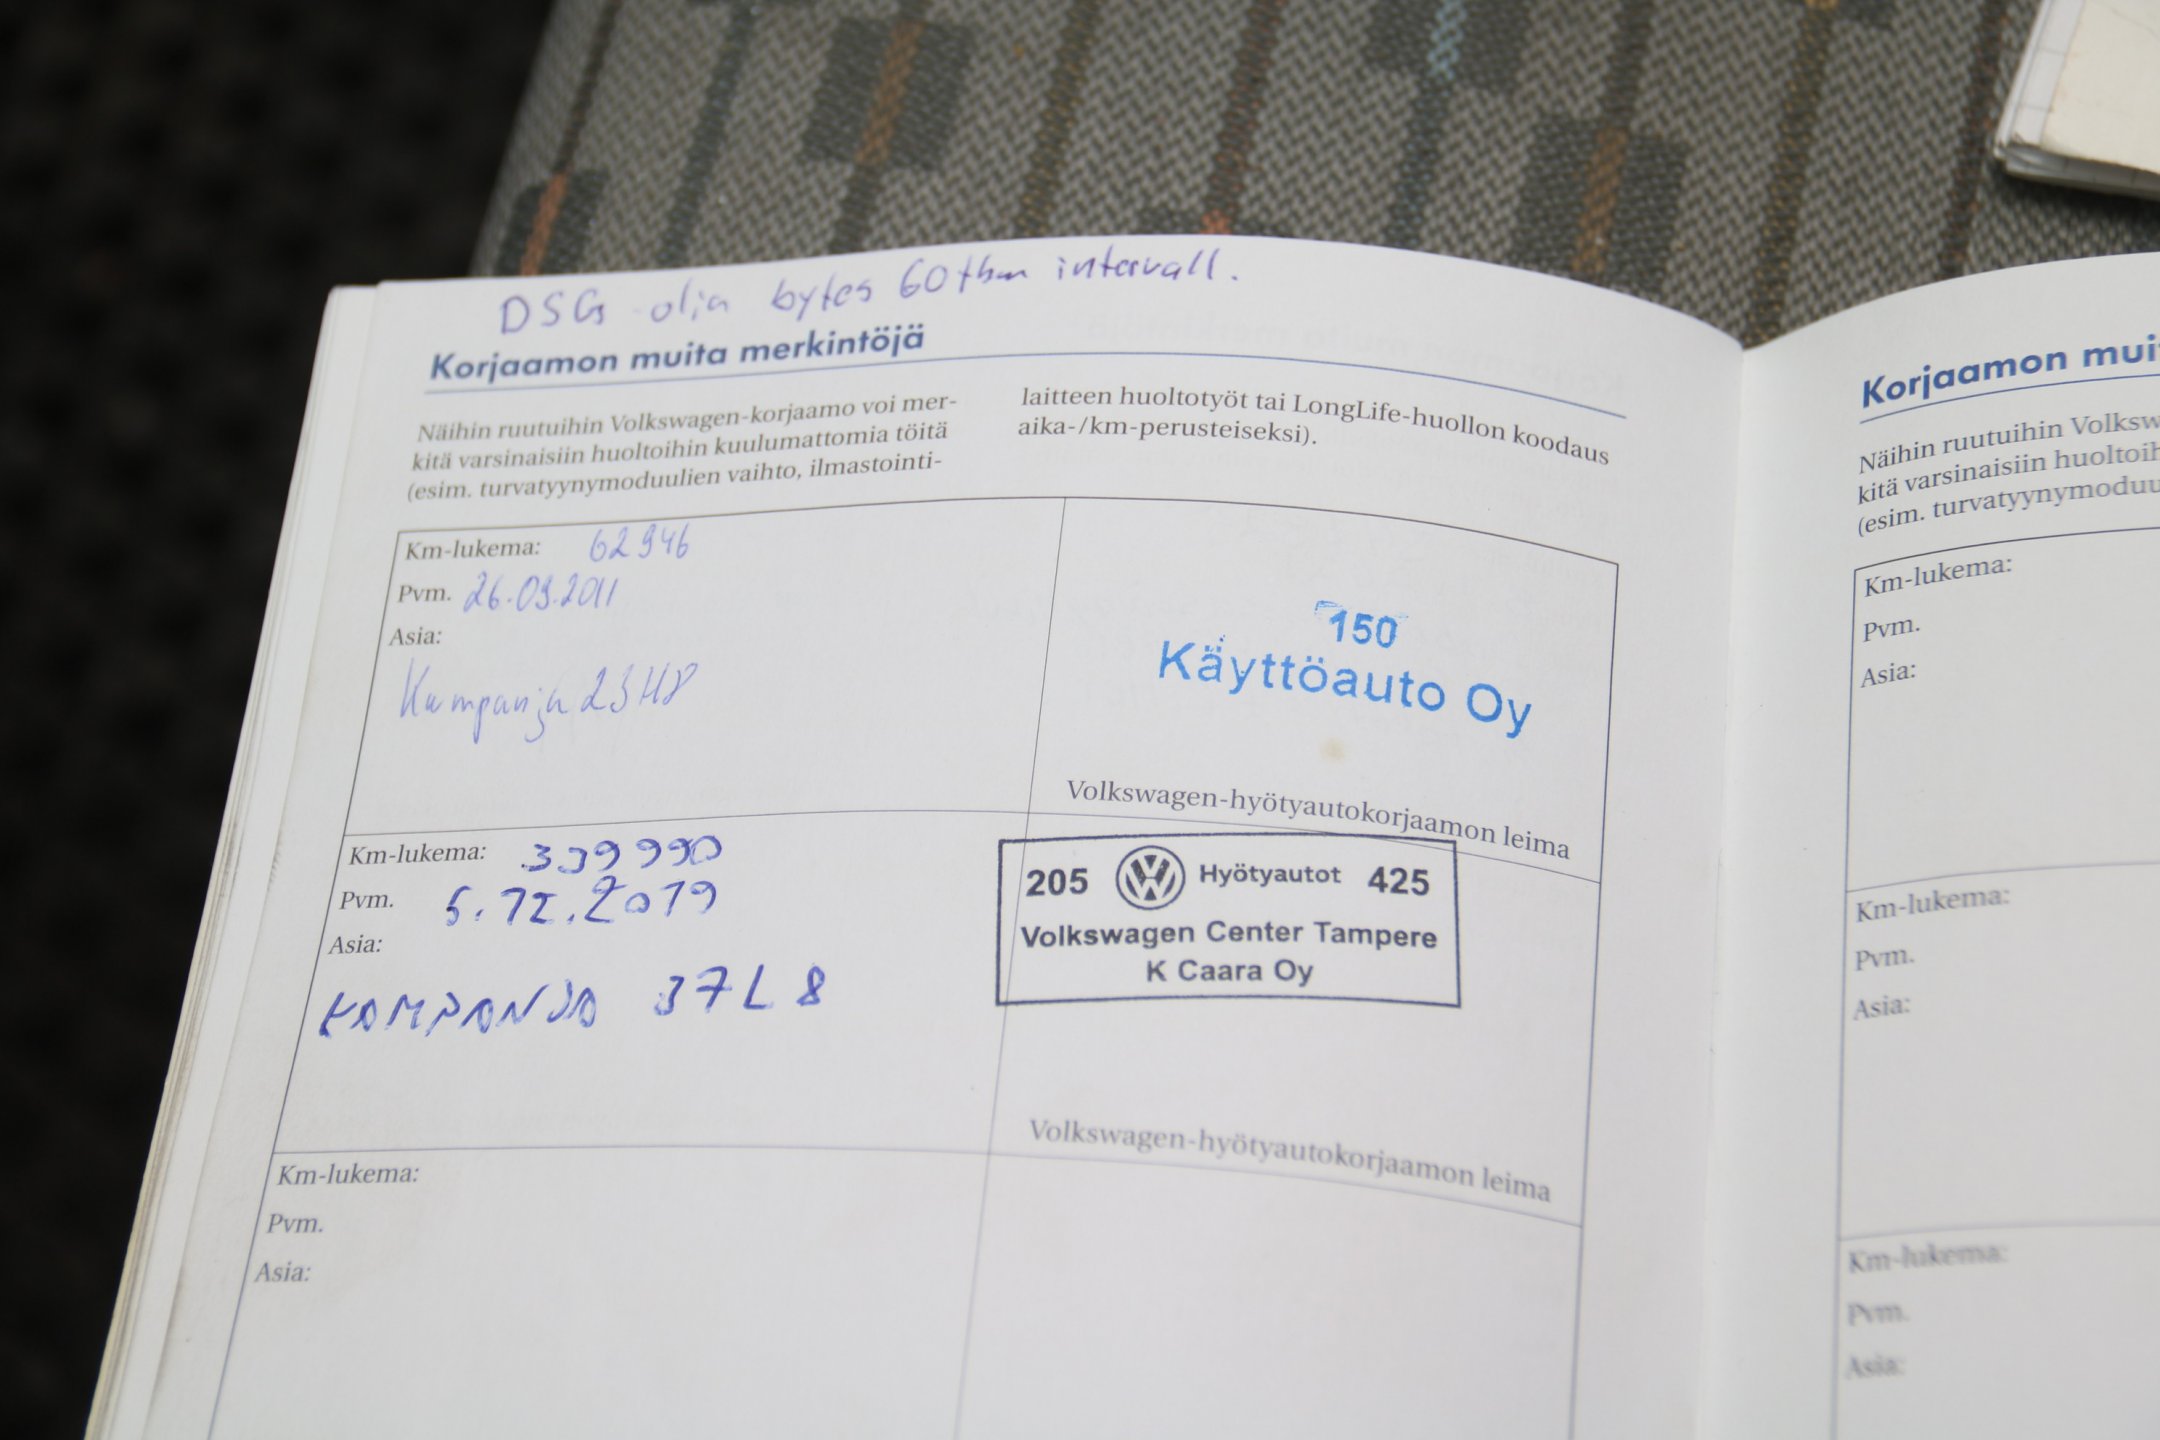 DSG-olja bytes 60tkm intervall.
Korjaamon muita merkintöjä
Näihin ruutuihin Volkswagen-korjaamo voi mer-
kitä varsinaisiin huoltoihin kuulumattomia töitä
(esim. turvatyynymoduulien vaihto, ilmastointi-
laitteen huoltotyöt tai LongLife-huollon koodaus
aika-/km-perusteiseksi).
Km-lukema: 62946
Pvm. 26.09.2011
Asia:
Kampanja 23H8
150
Käyttöauto Oy
Volkswagen-hyötyautokorjaamon leima
Km-lukema: 339990
Pvm. 5.12.2019
Asia:
KAMPANJA 37L8
205 Hyötyautot 425
Volkswagen Center Tampere
K Caara Oy
Volkswagen-hyötyautokorjaamon leima
Km-lukema:
Pvm.
Asia:
Korjaamon mui
Näihin ruutuihin Volksw
kitä varsinaisiin huoltoih
(esim. turvatyynymoduu
Km-lukema:
Pvm.
Asia:
Km-lukema:
Pvm.
Asia:
Km-lukema:
Pvm.
Asia: